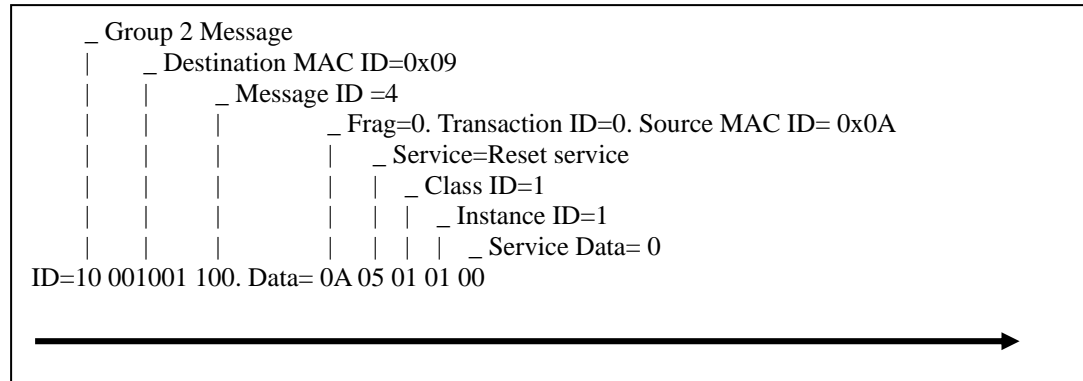 _ Group 2 Message
| _ Destination MAC ID=0x09
| | _ Message ID =4
| | | _ Frag=0. Transaction ID=0. Source MAC ID= 0x0A
| | | | _ Service=Reset service
| | | | | _ Class ID=1
| | | | | | _ Instance ID=1
| | | | | | | _ Service Data= 0
ID=10 001001 100. Data= 0A 05 01 01 00